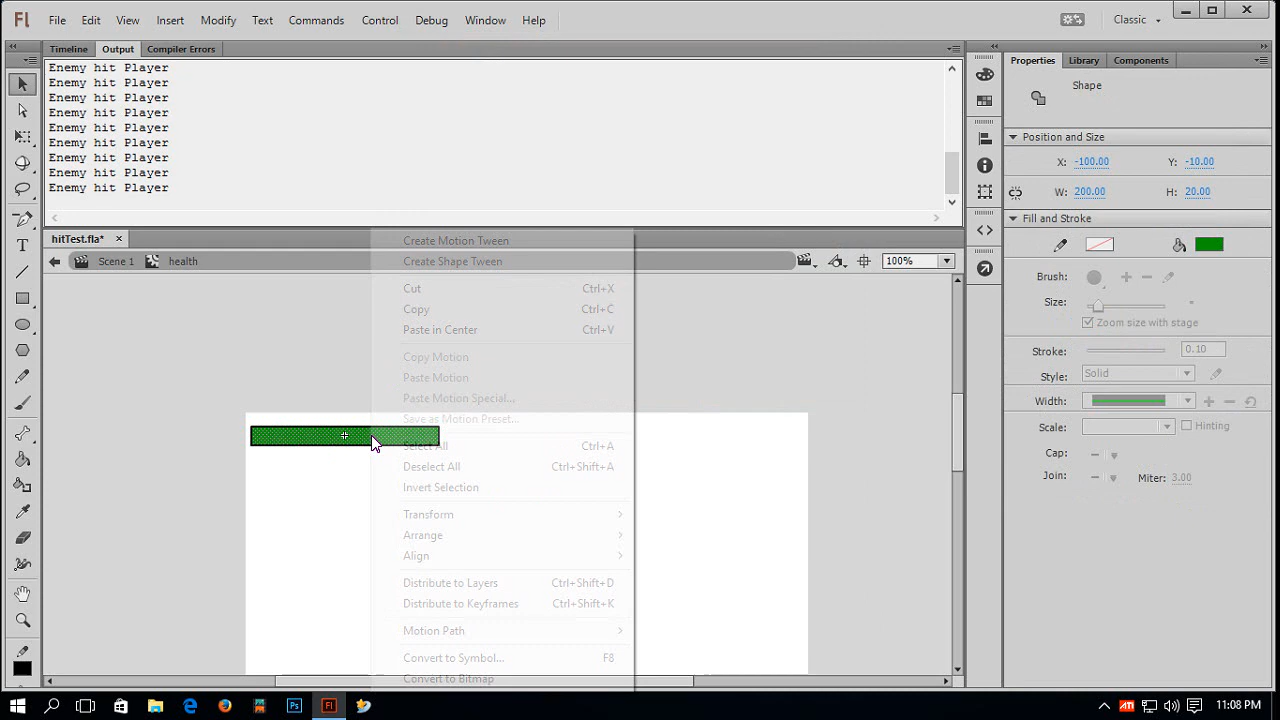 Fl File Edit View Insert Modify Text Commands Control Debug Window Help Classic
Timeline Output Compiler Errors
Enemy hit Player
Enemy hit Player
Enemy hit Player
Enemy hit Player
Enemy hit Player
Enemy hit Player
Enemy hit Player
Enemy hit Player
Enemy hit Player
hitTest.fla*
Scene 1 health 100%
Create Motion Tween
Create Shape Tween
Cut Ctrl+X
Copy Ctrl+C
Paste in Center Ctrl+V
Copy Motion
Paste Motion
Paste Motion Special...
Save as Motion Preset...
Select All Ctrl+A
Deselect All Ctrl+Shift+A
Invert Selection
Transform
Arrange
Align
Distribute to Layers Ctrl+Shift+D
Distribute to Keyframes Ctrl+Shift+K
Motion Path
Convert to Symbol... F8
Convert to Bitmap
Properties Library Components
Shape
Position and Size
X: -100.00 Y: -10.00
W: 200.00 H: 20.00
Fill and Stroke
Brush:
Size:
Zoom size with stage
Stroke: 0.10
Style: Solid
Width:
Scale: Hinting
Cap:
Join: Miter: 3.00
Ps Fl ATI 11:08 PM